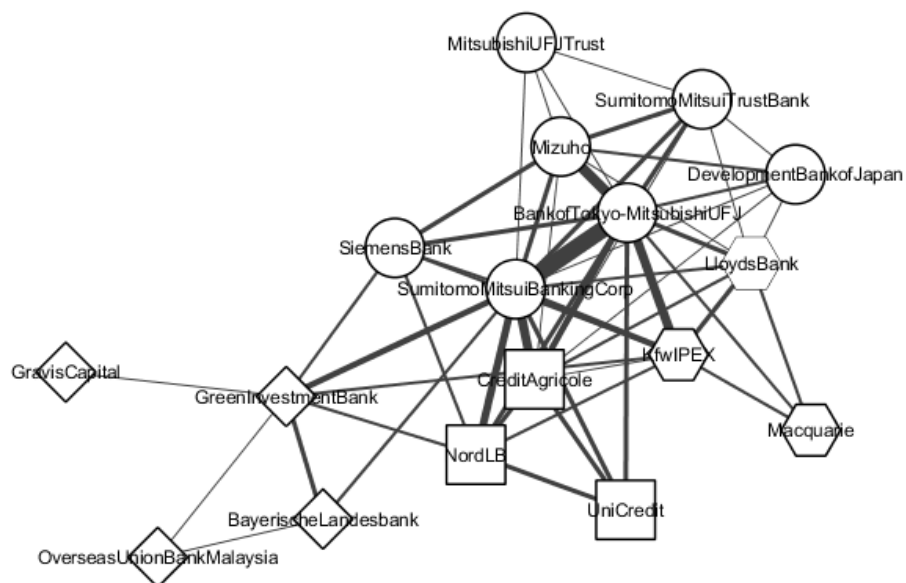 MitsubishiUFJTrust
SumitomoMitsuiTrustBank
Mizuho
DevelopmentBankofJapan
BankofTokyo-MitsubishiUFJ
SiemensBank
LloydsBank
SumitomoMitsuiBankingCorp
KfwIPEX
GravisCapital
CreditAgricole
GreenInvestmentBank
Macquarie
NordLB
UniCredit
BayerischeLandesbank
OverseasUnionBankMalaysia